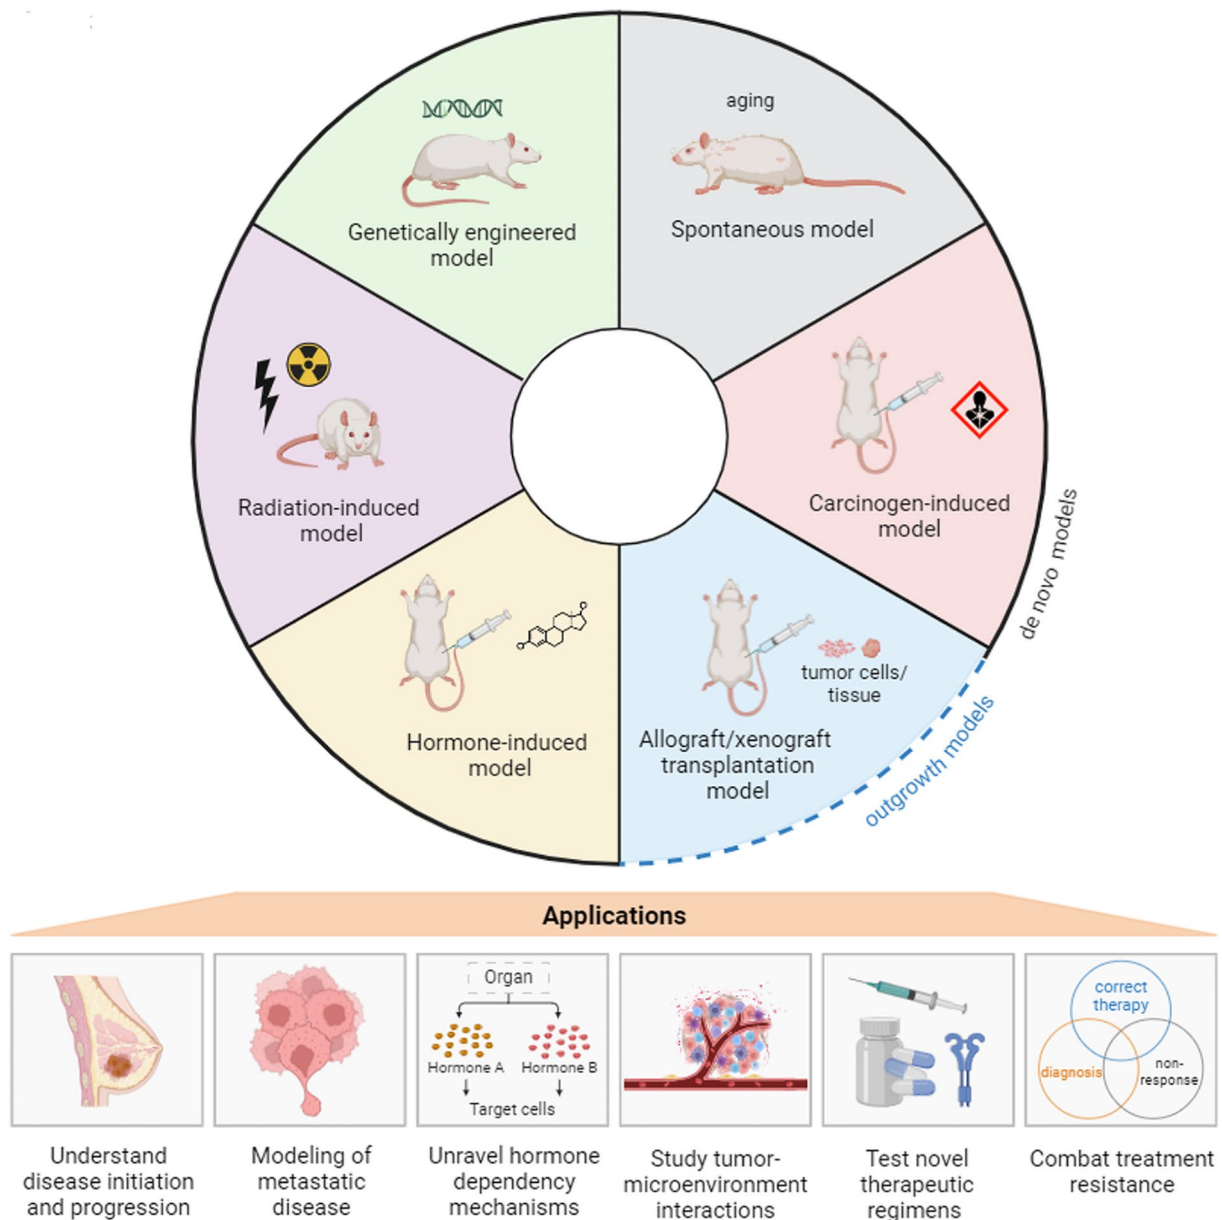 aging
Spontaneous model
Genetically engineered
model
Carcinogen-induced
model
de novo models
Radiation-induced
model
Hormone-induced
model
tumor cells/
tissue
Allograft/xenograft
transplantation
model
outgrowth models
Applications
Organ
Hormone A
Hormone B
Target cells
correct
therapy
diagnosis
non-
response
Understand
disease initiation
and progression
Modeling of
metastatic
disease
Unravel hormone
dependency
mechanisms
Study tumor-
microenvironment
interactions
Test novel
therapeutic
regimens
Combat treatment
resistance